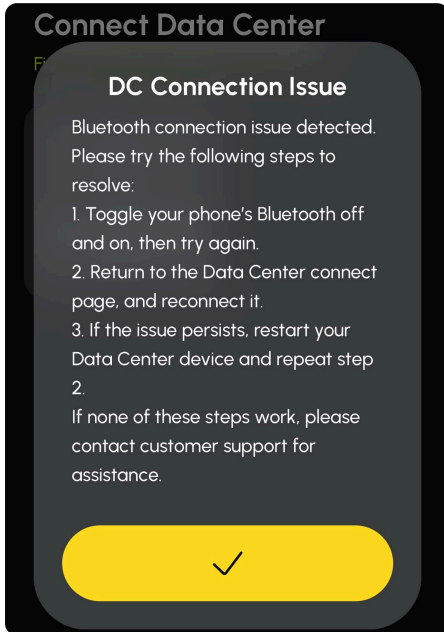 Connect Data Center
Fi
DC Connection Issue
Bluetooth connection issue detected.
Please try the following steps to
resolve:
1. Toggle your phone's Bluetooth off
and on, then try again.
2. Return to the Data Center connect
page, and reconnect it.
3. If the issue persists, restart your
Data Center device and repeat step
2.
If none of these steps work, please
contact customer support for
assistance.